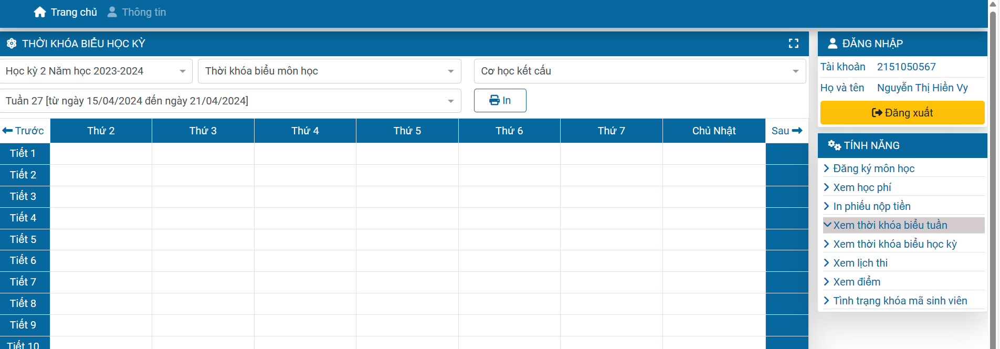 Trang chủ Thông tin
THỜI KHÓA BIỂU HỌC KỲ
Học kỳ 2 Năm học 2023-2024
Thời khóa biểu môn học
Cơ học kết cấu
Tuần 27 [từ ngày 15/04/2024 đến ngày 21/04/2024]
In
Trước Thứ 2 Thứ 3 Thứ 4 Thứ 5 Thứ 6 Thứ 7 Chủ Nhật Sau
Tiết 1
Tiết 2
Tiết 3
Tiết 4
Tiết 5
Tiết 6
Tiết 7
Tiết 8
Tiết 9
Tiết 10
ĐĂNG NHẬP
Tài khoản 2151050567
Họ và tên Nguyễn Thị Hiền Vy
Đăng xuất
TÍNH NĂNG
Đăng ký môn học
Xem học phí
In phiếu nộp tiền
Xem thời khóa biểu tuần
Xem thời khóa biểu học kỳ
Xem lịch thi
Xem điểm
Tình trạng khóa mã sinh viên